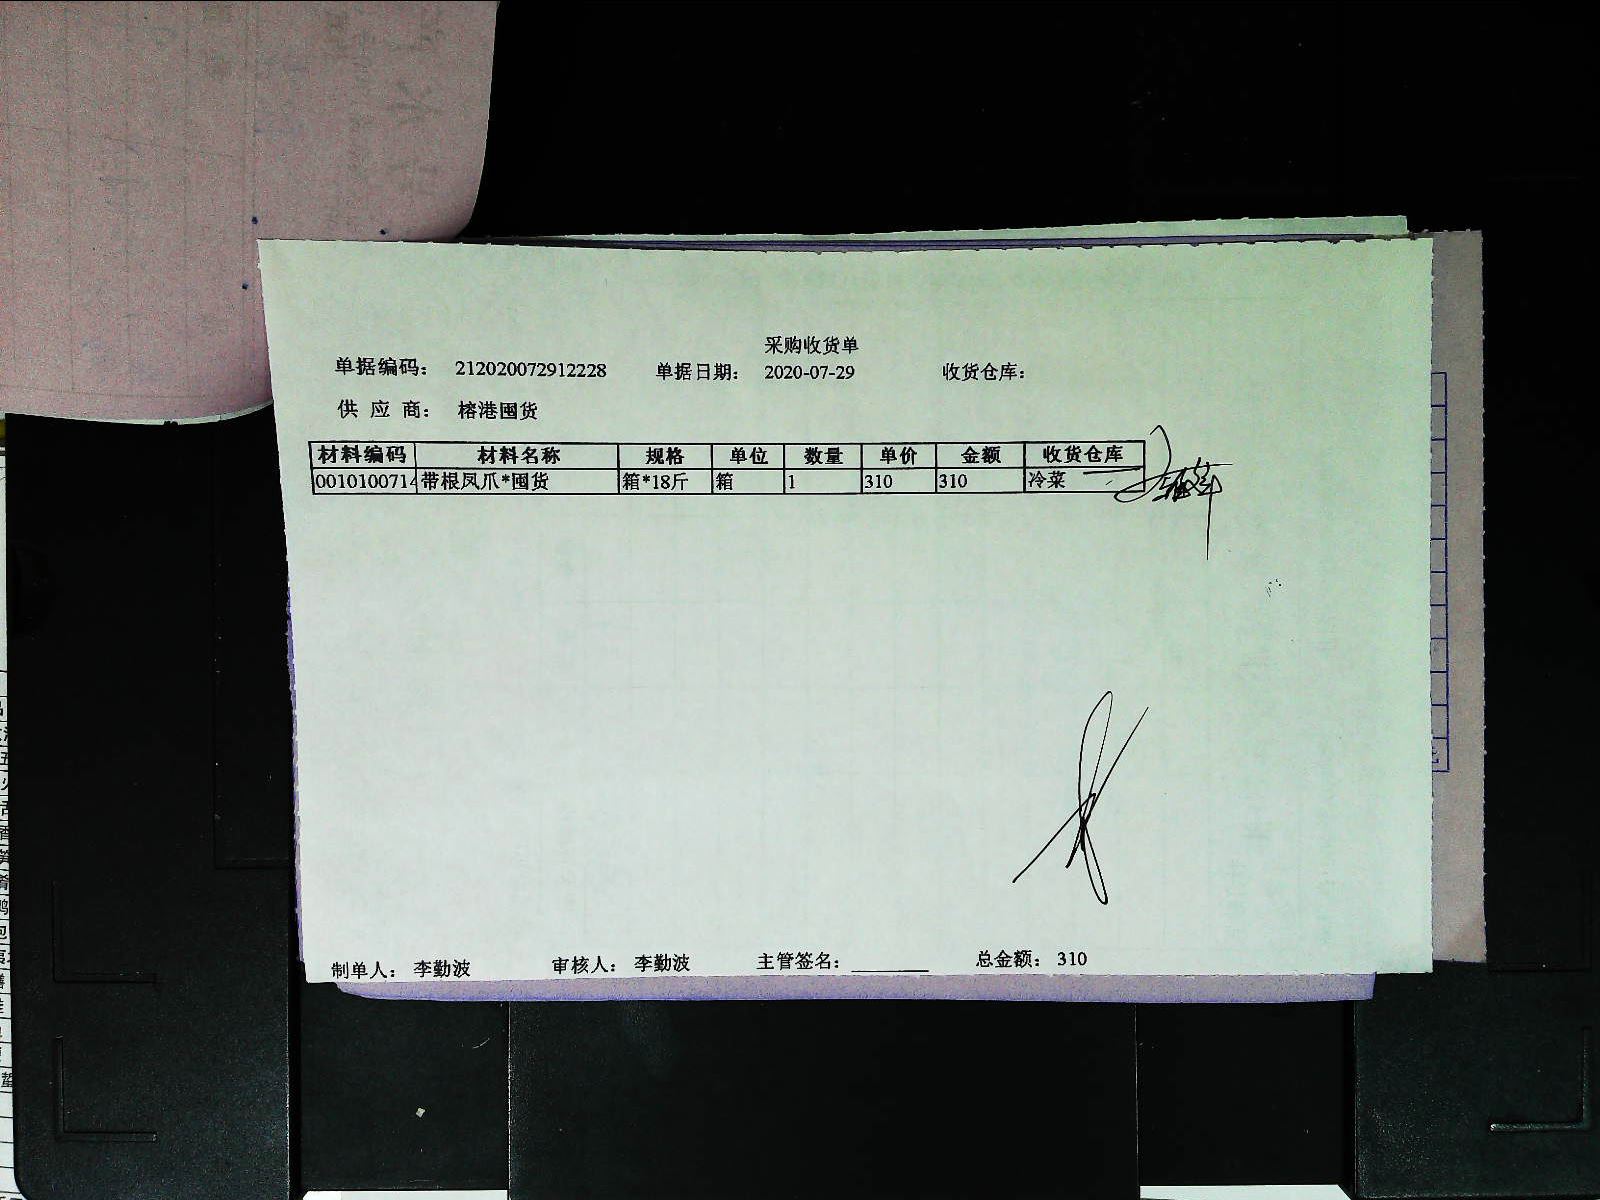 采购收货单
单据编码： 212020072912228 单据日期： 2020-07-29 收货仓库：
供 应 商： 榕港囤货
材料编码 材料名称 规格 单位 数量 单价 金额 收货仓库
0010100714 带根凤爪*囤货 箱*18斤 箱 1 310 310 冷菜
制单人： 李勤波 审核人： 李勤波 主管签名： 总金额： 310